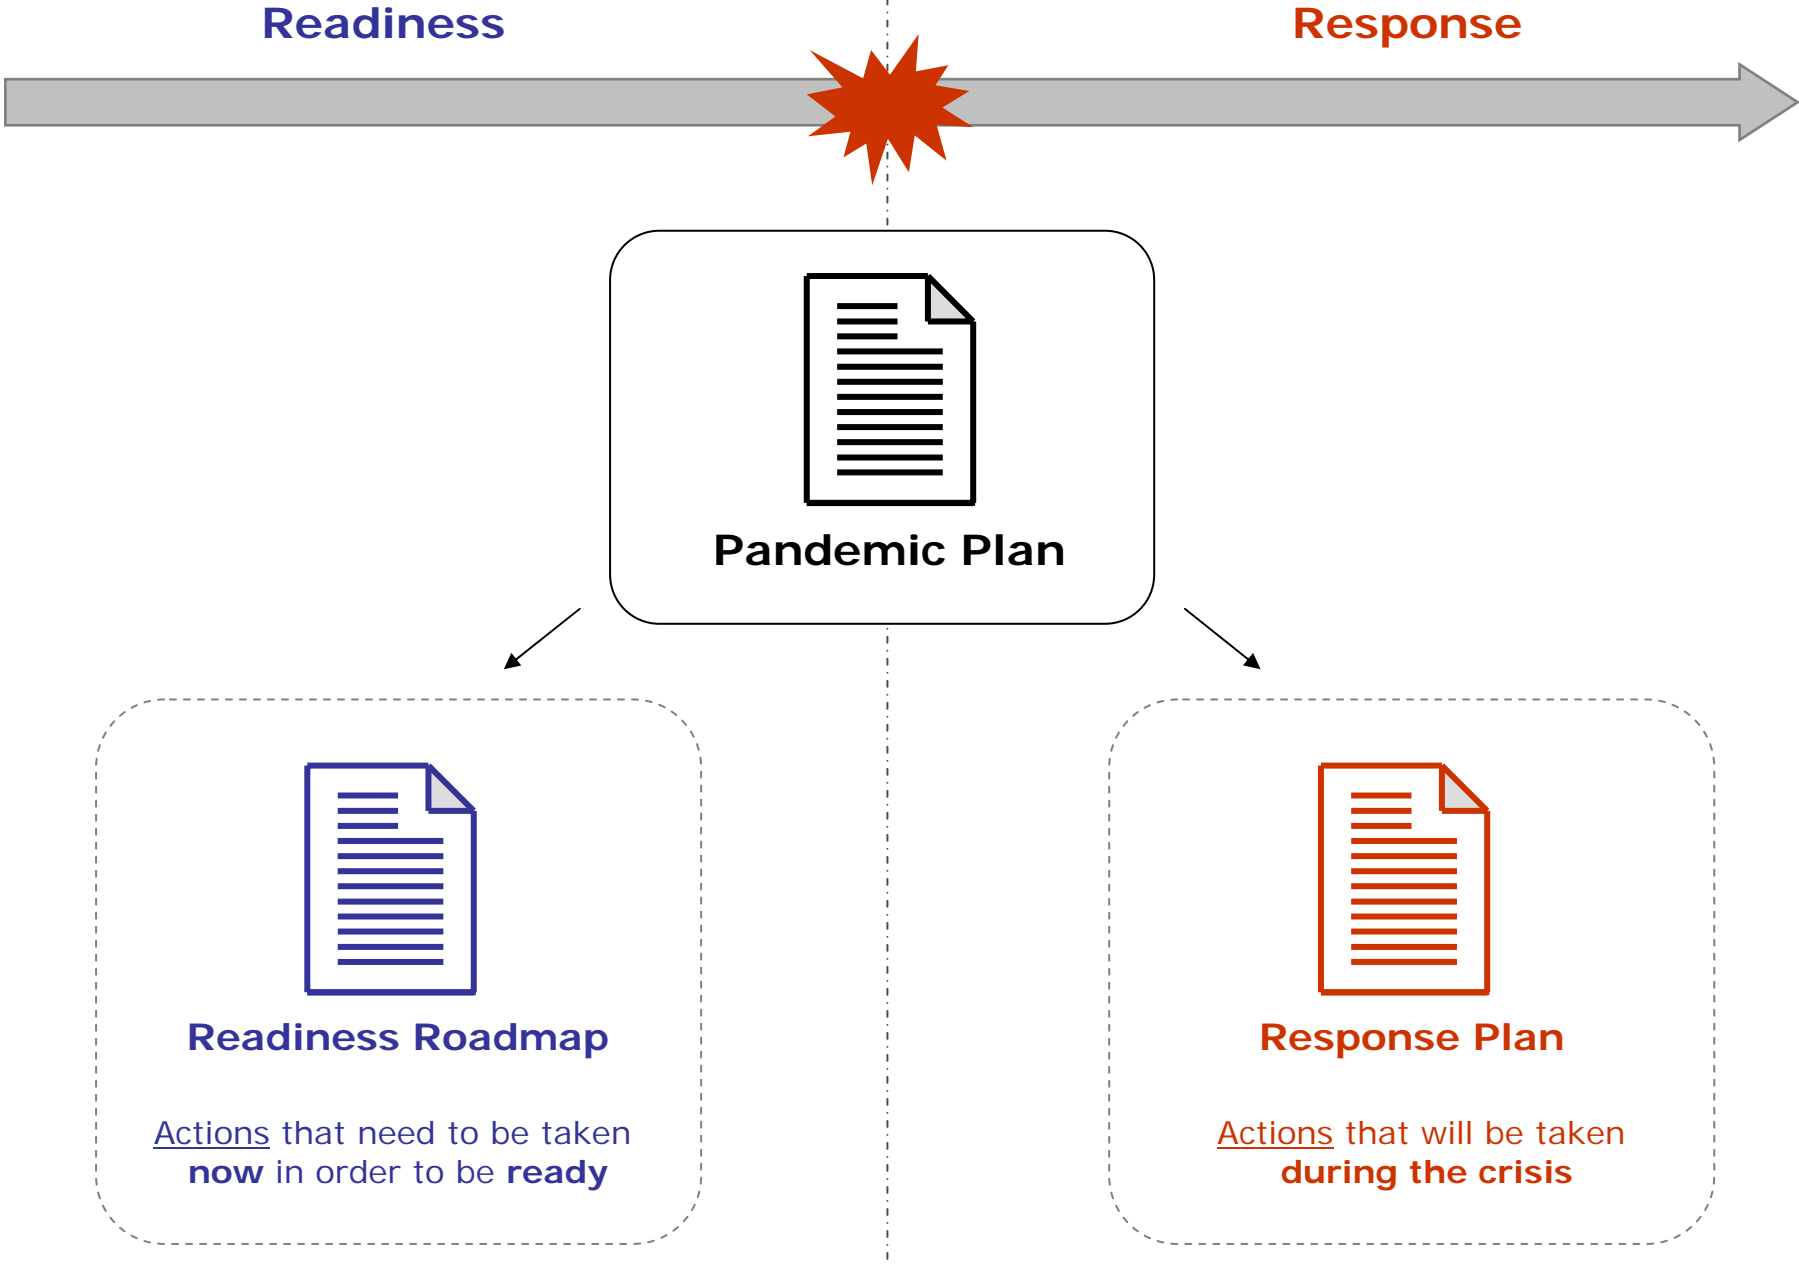 Readiness
Response
Pandemic Plan
Readiness Roadmap
Actions that need to be taken
now in order to be ready
Response Plan
Actions that will be taken
during the crisis